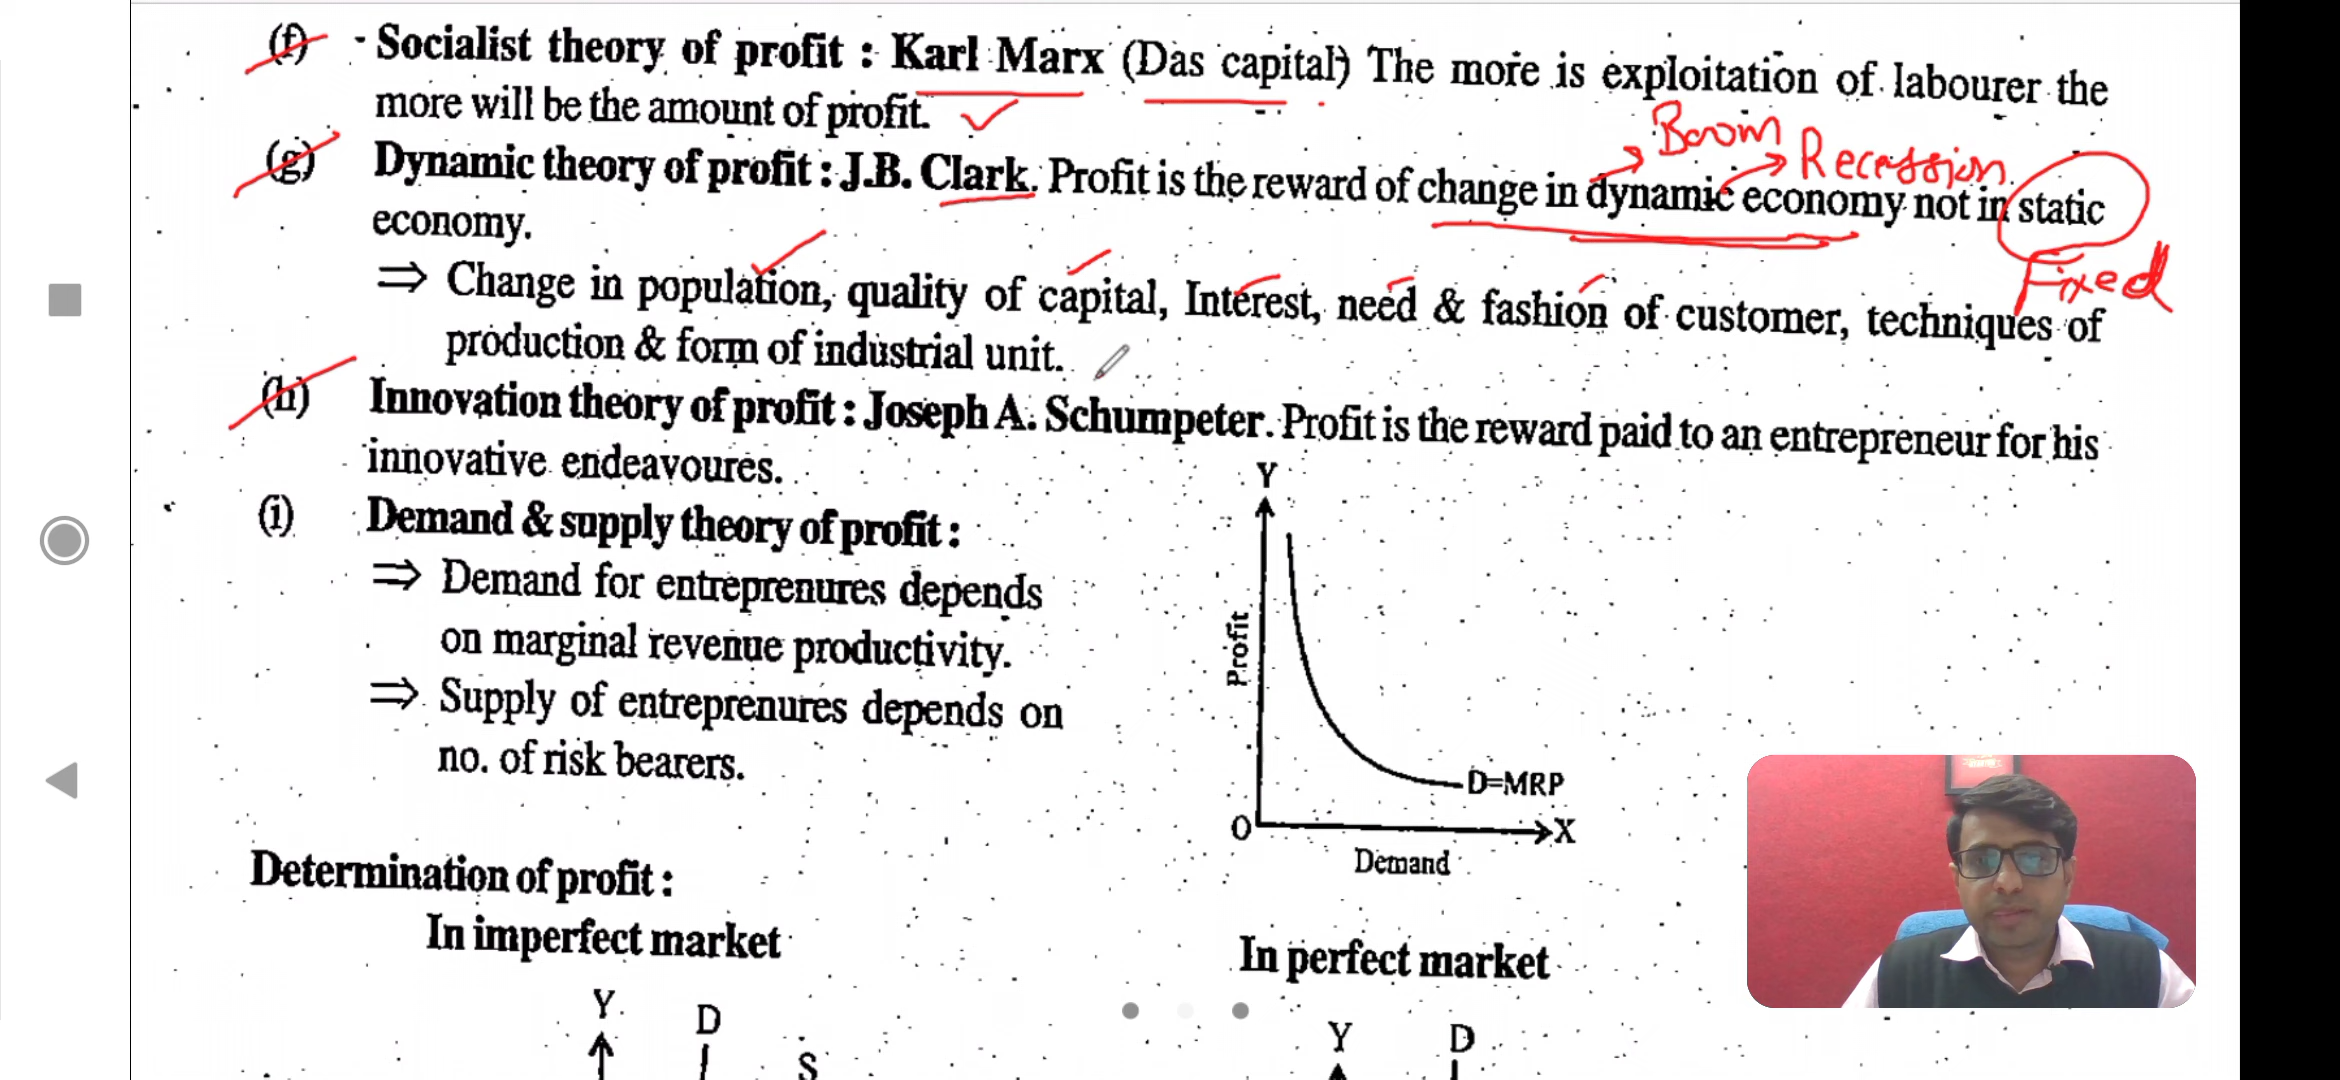 (f) - Socialist theory of profit : Karl Marx (Das capital) The more is exploitation of labourer the
more will be the amount of profit.
Boom
Recession
(g) Dynamic theory of profit : J.B. Clark. Profit is the reward of change in dynamic economy not in static
economy.
Fixed
⇒ Change in population, quality of capital, Interest, need & fashion of customer, techniques of
production & form of industrial unit.
(h) Innovation theory of profit : Joseph A. Schumpeter. Profit is the reward paid to an entrepreneur for his
innovative endeavoures.
(i) Demand & supply theory of profit :
⇒ Demand for entreprenures depends
on marginal revenue productivity.
⇒ Supply of entreprenures depends on
no. of risk bearers.
Y
Profit
D=MRP
O
X
Demand
Determination of profit :
In imperfect market
In perfect market
Y
D
S
Y
D